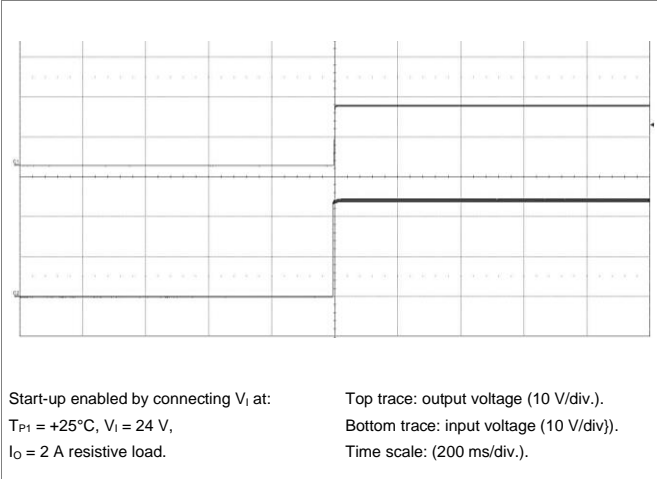 Start-up enabled by connecting VI at:
TP1 = +25°C, VI = 24 V,
IO = 2 A resistive load.
Top trace: output voltage (10 V/div.).
Bottom trace: input voltage (10 V/div}).
Time scale: (200 ms/div.).